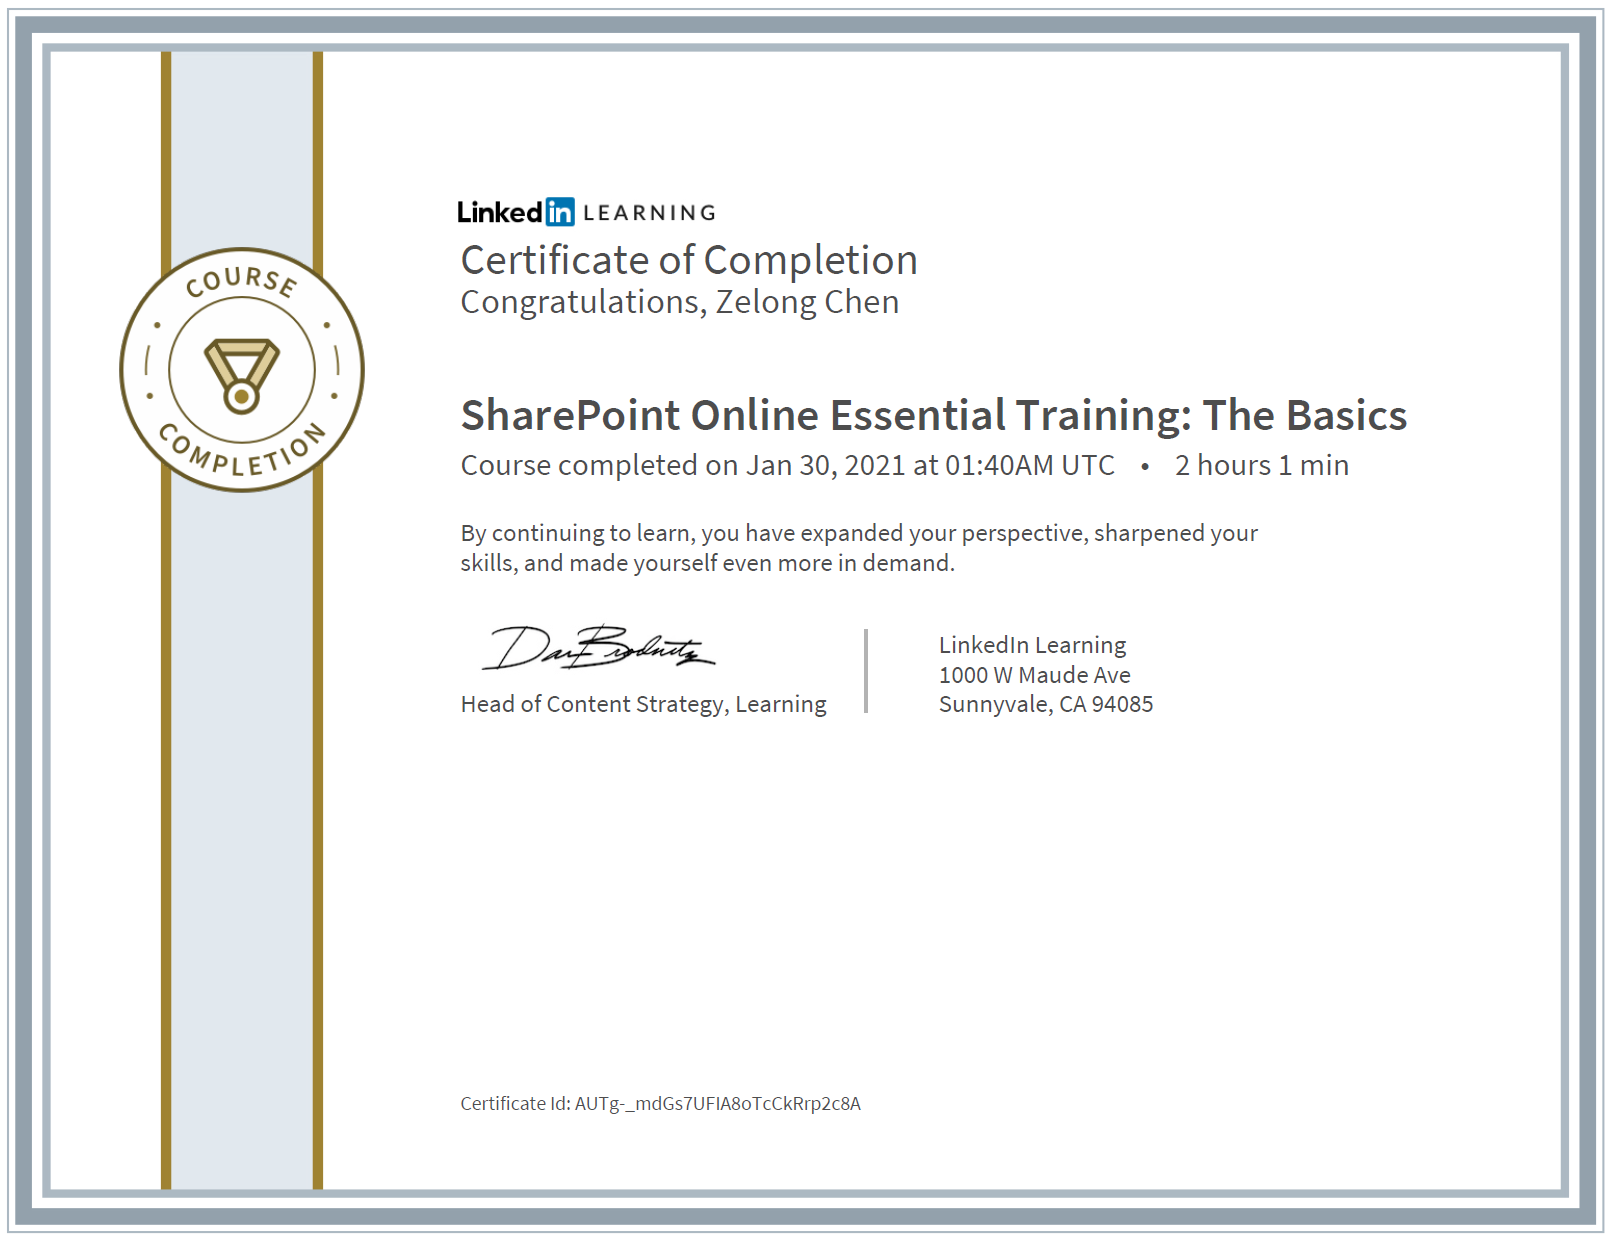 COURSE
COMPLETION
Linkedin LEARNING
Certificate of Completion
Congratulations, Zelong Chen
SharePoint Online Essential Training: The Basics
Course completed on Jan 30, 2021 at 01:40AM UTC • 2 hours 1 min
By continuing to learn, you have expanded your perspective, sharpened your
skills, and made yourself even more in demand.
Head of Content Strategy, Learning
LinkedIn Learning
1000 W Maude Ave
Sunnyvale, CA 94085
Certificate Id: AUTg-_mdGs7UFIA8oTcCkRrp2c8A